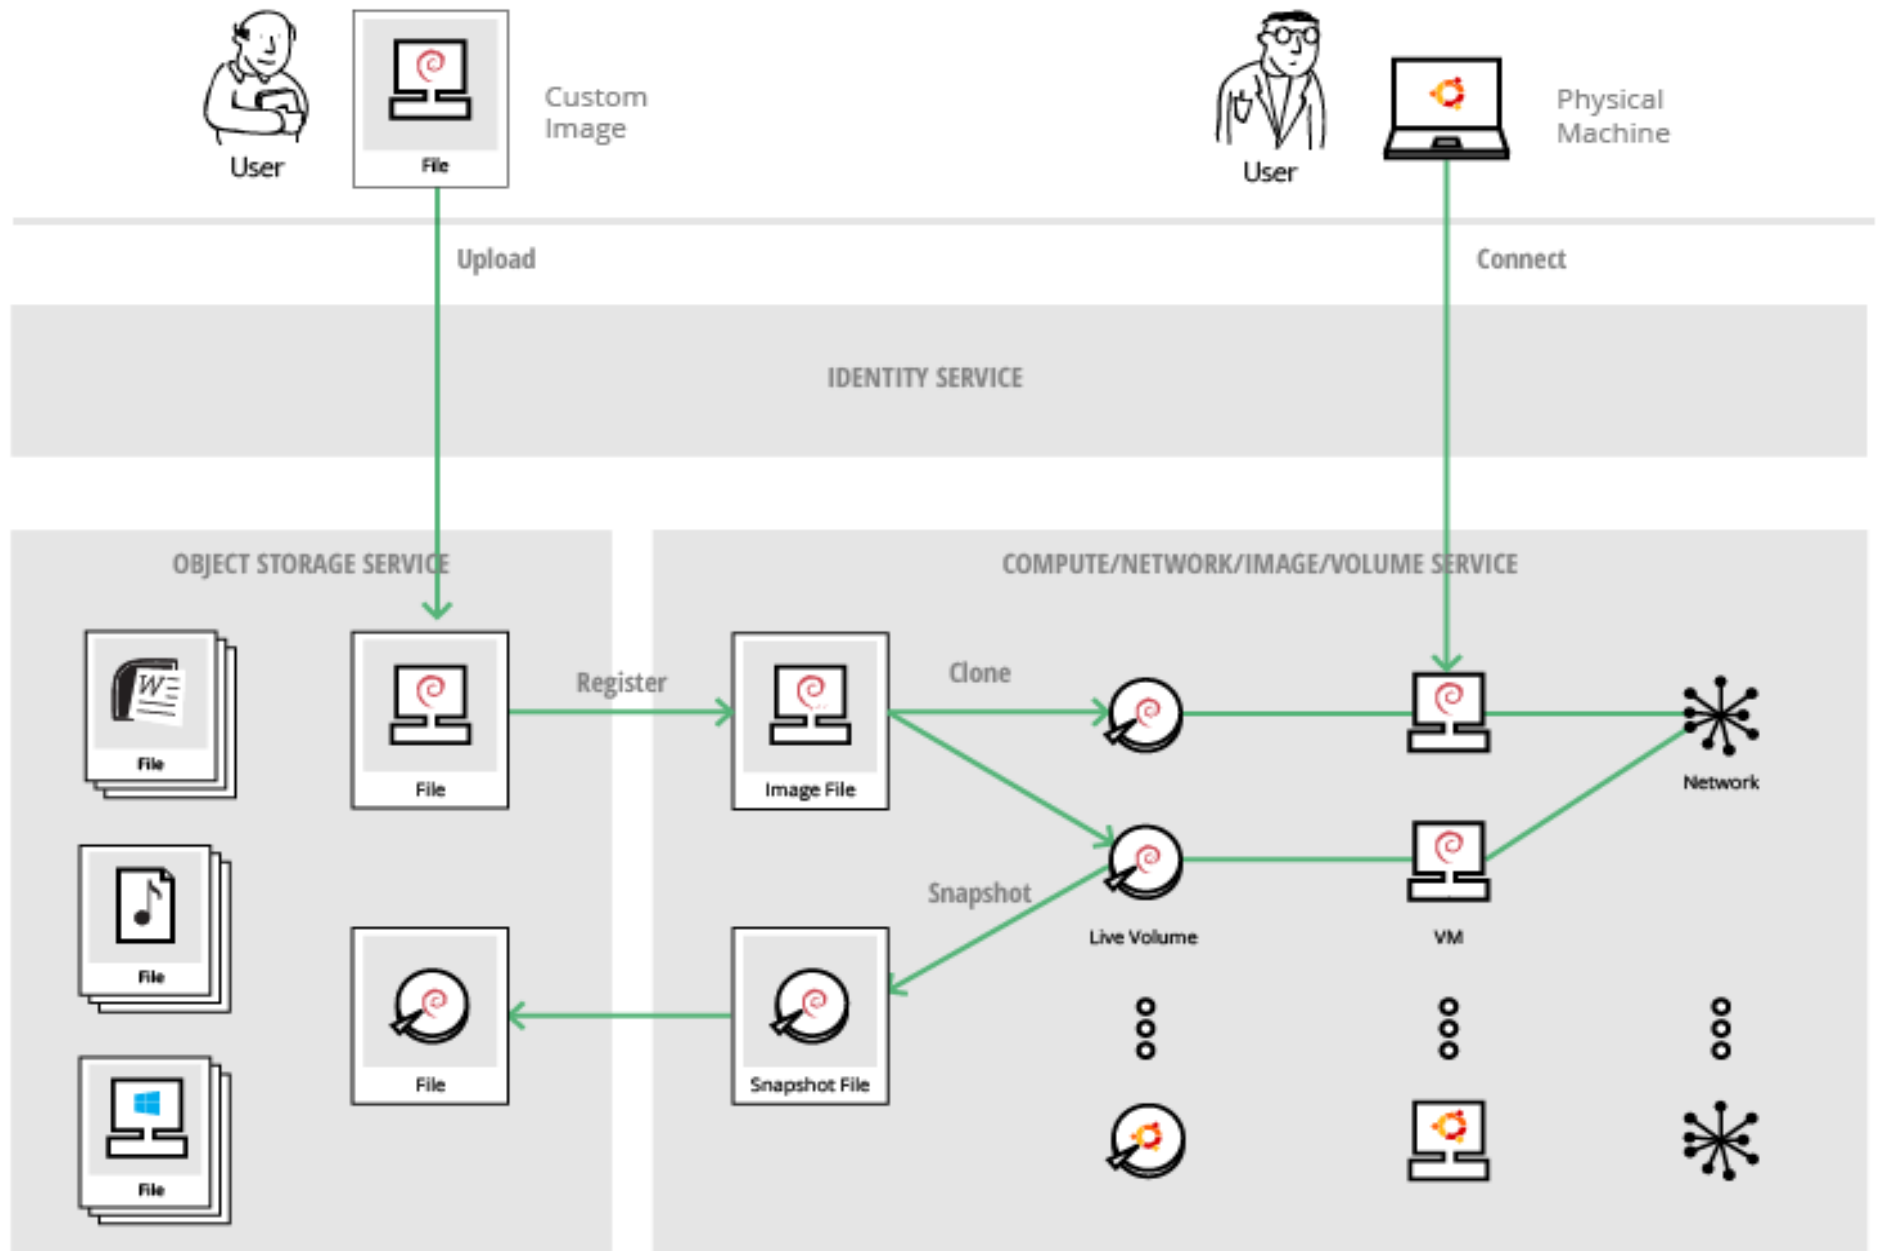 Custom
Image
File
User
Physical
Machine
User
Upload
Connect
IDENTITY SERVICE
OBJECT STORAGE SERVICE
COMPUTE/NETWORK/IMAGE/VOLUME SERVICE
W
File
File
Register
Image File
Clone
Network
File
File
Snapshot
Snapshot File
Live Volume
VM
File